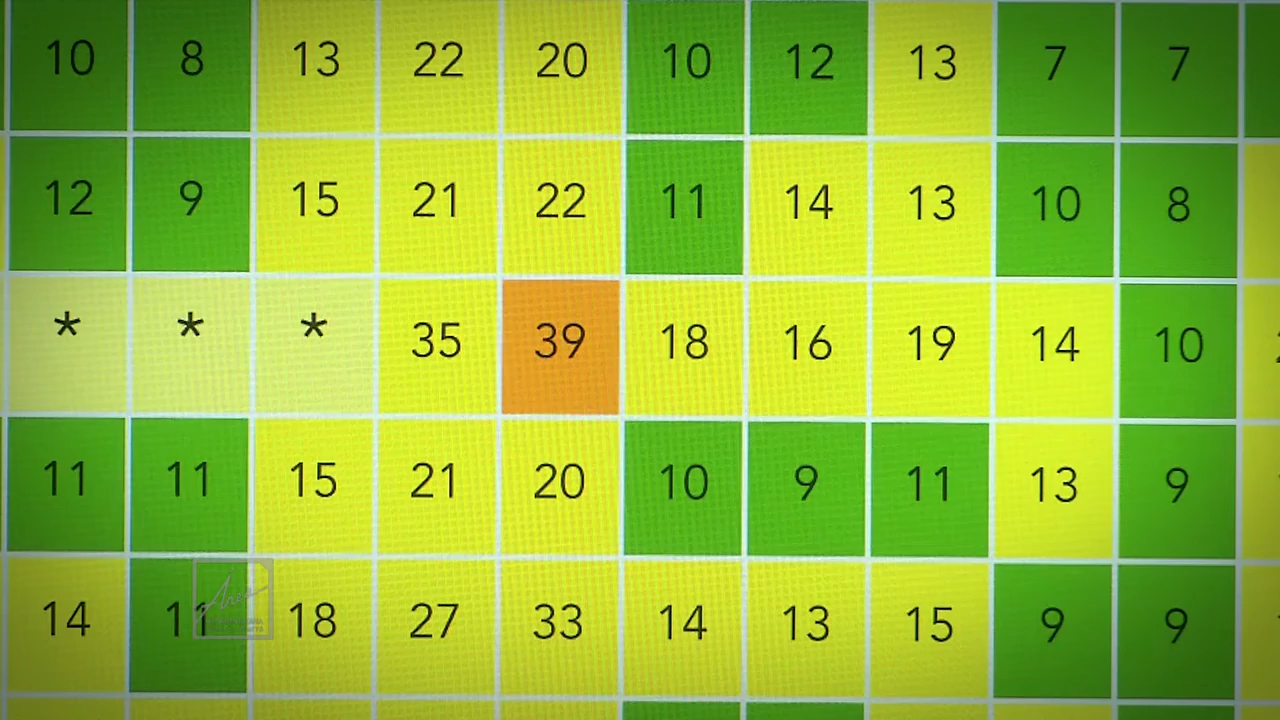 10 8 13 22 20 10 12 13 7 7
12 9 15 21 22 11 14 13 10 8
* * * 35 39 18 16 19 14 10
11 11 15 21 20 10 9 11 13 9
14 11 18 27 33 14 13 15 9 9
Ares